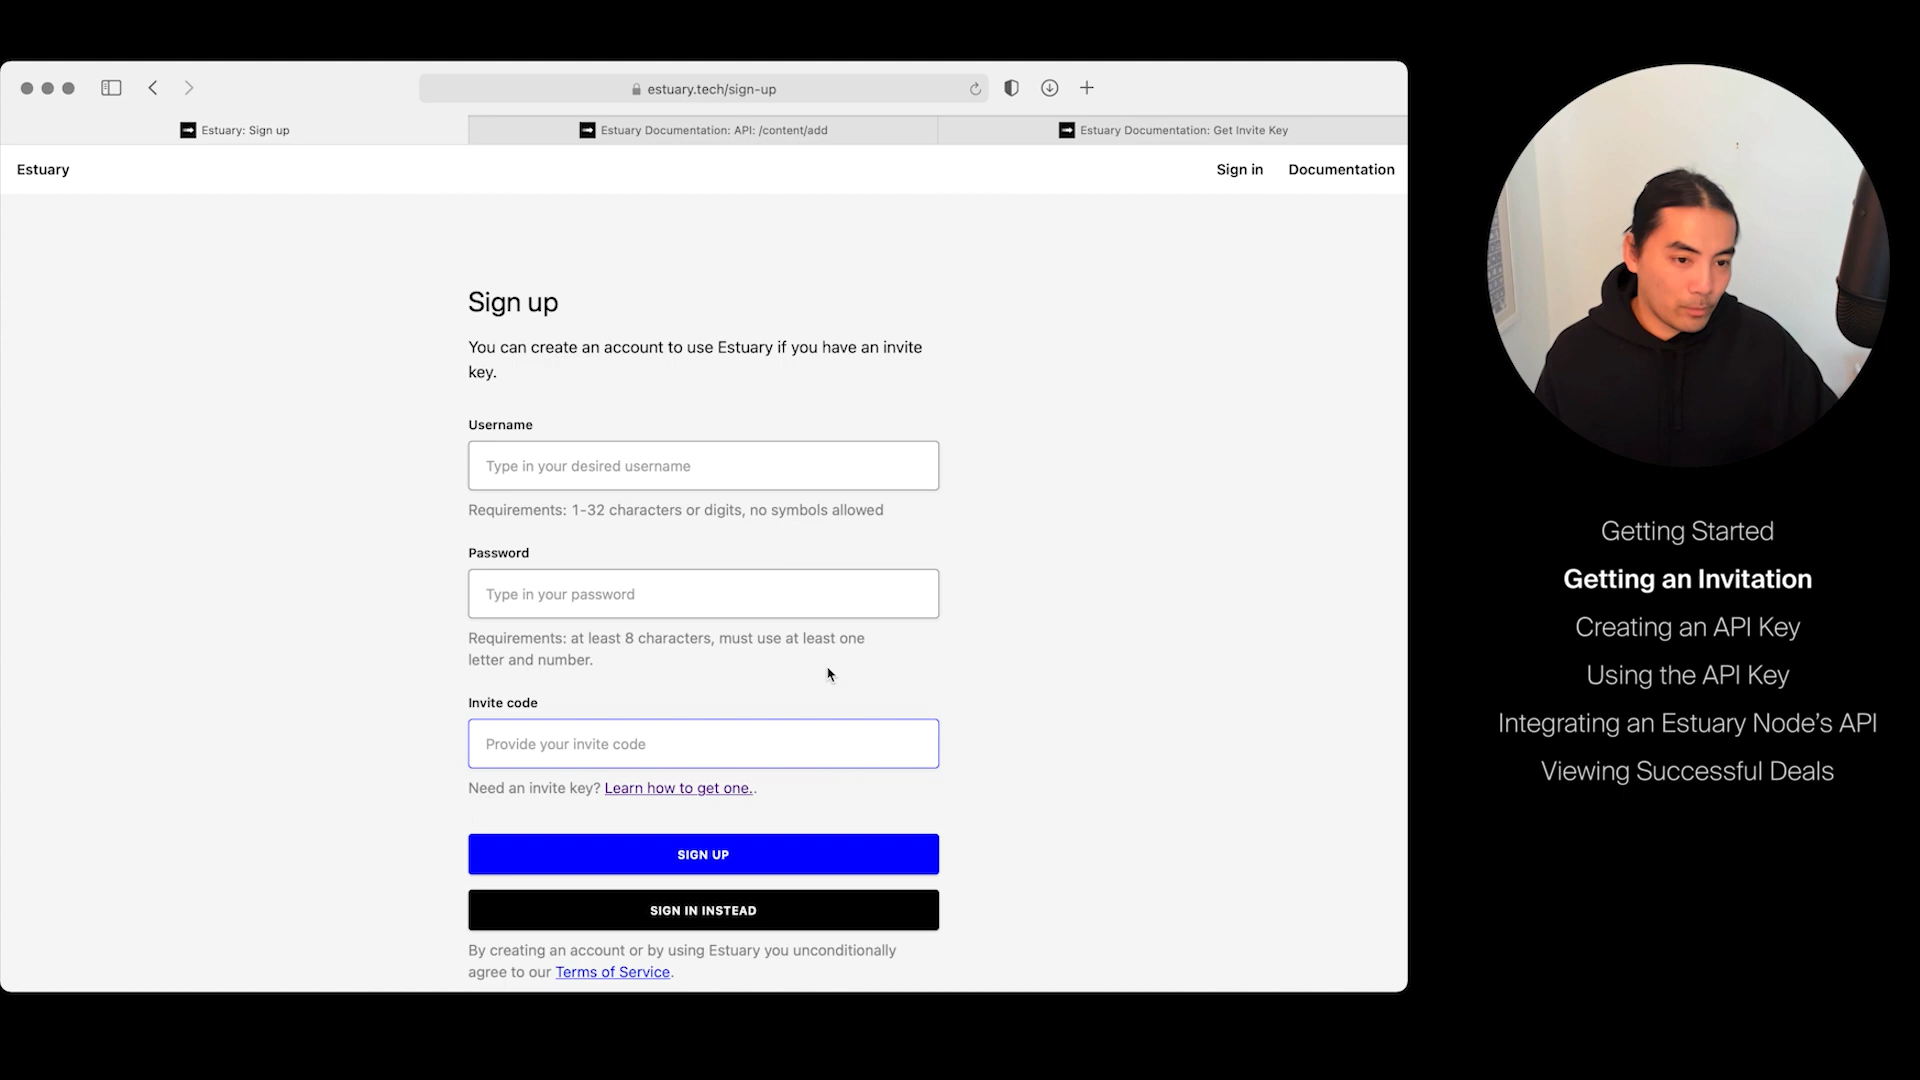 estuary.tech/sign-up
Estuary: Sign up
Estuary Documentation: API: /content/add
Estuary Documentation: Get Invite Key
Estuary
Sign in
Documentation
Sign up
You can create an account to use Estuary if you have an invite
key.
Username
Type in your desired username
Requirements: 1-32 characters or digits, no symbols allowed
Password
Type in your password
Requirements: at least 8 characters, must use at least one
letter and number.
Invite code
Provide your invite code
Need an invite key? Learn how to get one..
SIGN UP
SIGN IN INSTEAD
By creating an account or by using Estuary you unconditionally
agree to our Terms of Service.
Getting Started
Getting an Invitation
Creating an API Key
Using the API Key
Integrating an Estuary Node’s API
Viewing Successful Deals